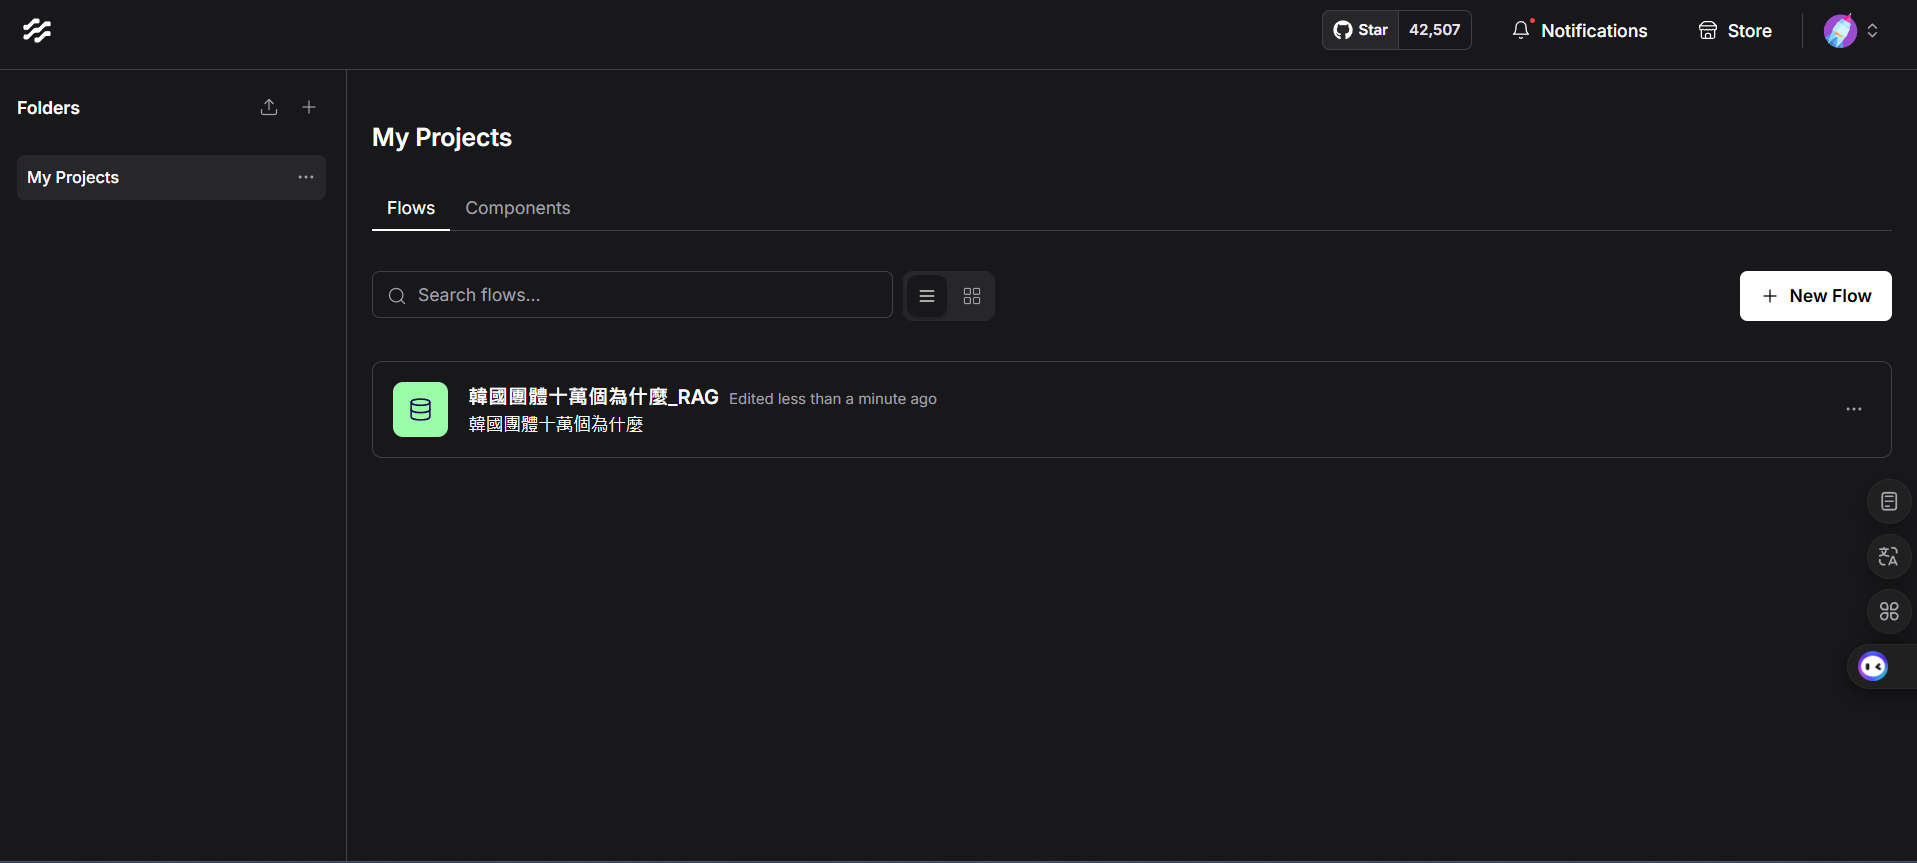 Star 42,507 Notifications Store
Folders
My Projects
My Projects
Flows Components
Search flows...
New Flow
韓國團體十萬個為什麼_RAG Edited less than a minute ago
韓國團體十萬個為什麼